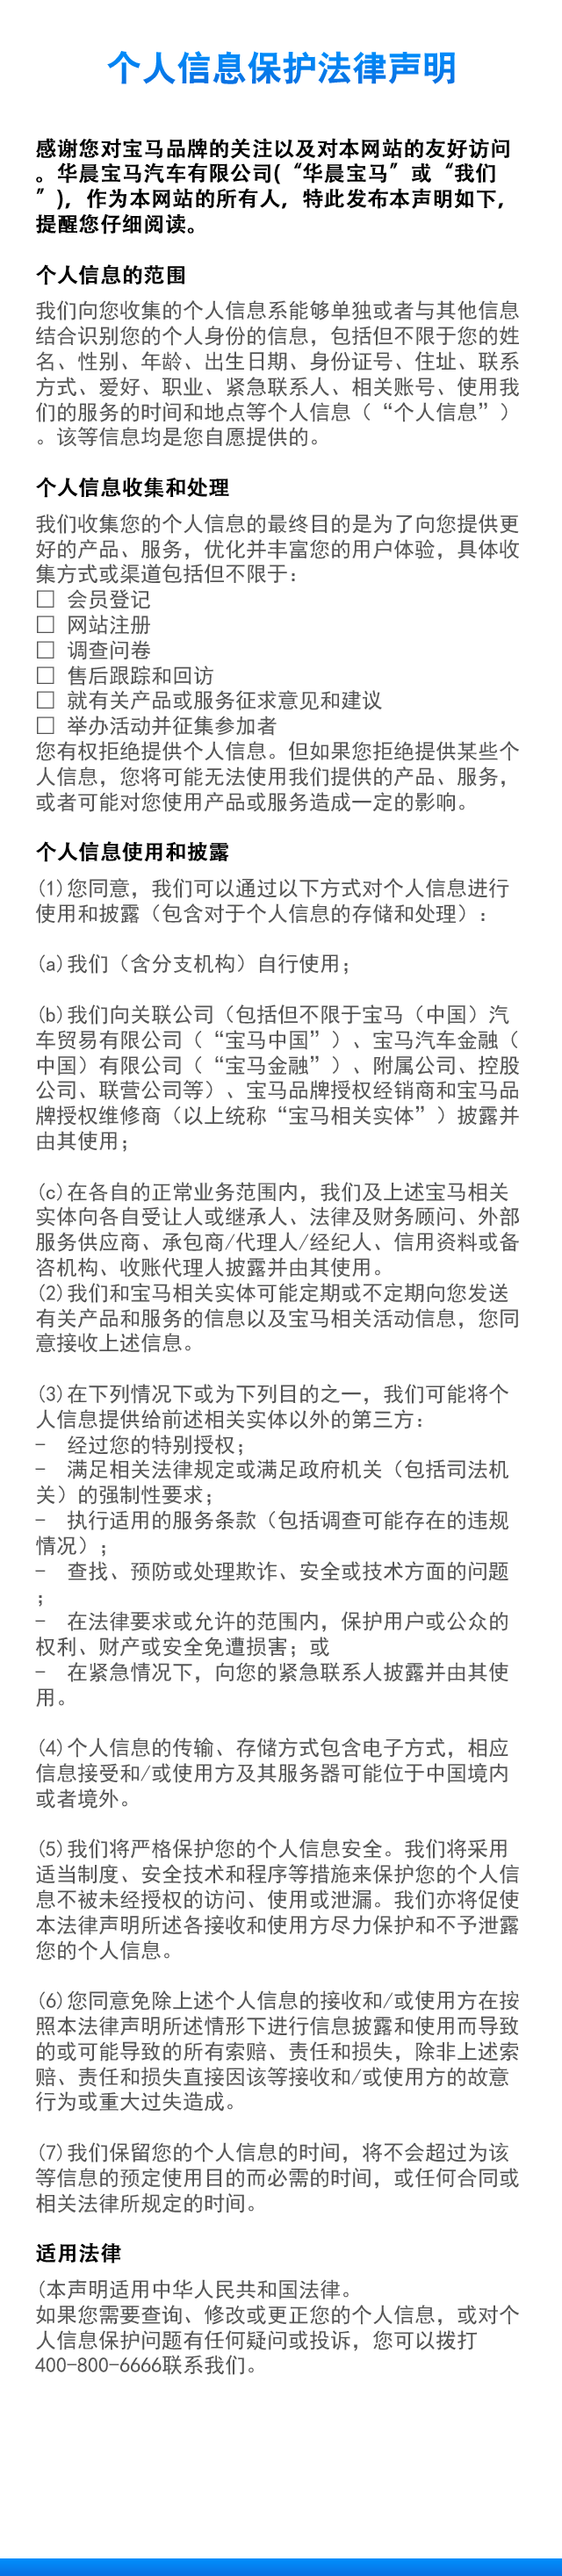 个人信息保护法律声明
感谢您对宝马品牌的关注以及对本网站的友好访问
。华晨宝马汽车有限公司(“华晨宝马”或“我们
”)，作为本网站的所有人，特此发布本声明如下，
提醒您仔细阅读。
个人信息的范围
我们向您收集的个人信息系能够单独或者与其他信息
结合识别您的个人身份的信息，包括但不限于您的姓
名、性别、年龄、出生日期、身份证号、住址、联系
方式、爱好、职业、紧急联系人、相关账号、使用我
们的服务的时间和地点等个人信息（“个人信息”）
。该等信息均是您自愿提供的。
个人信息收集和处理
我们收集您的个人信息的最终目的是为了向您提供更
好的产品、服务，优化并丰富您的用户体验，具体收
集方式或渠道包括但不限于：
□ 会员登记
□ 网站注册
□ 调查问卷
□ 售后跟踪和回访
□ 就有关产品或服务征求意见和建议
□ 举办活动并征集参加者
您有权拒绝提供个人信息。但如果您拒绝提供某些个
人信息，您将可能无法使用我们提供的产品、服务，
或者可能对您使用产品或服务造成一定的影响。
个人信息使用和披露
(1)您同意，我们可以通过以下方式对个人信息进行
使用和披露（包含对于个人信息的存储和处理）：
(a)我们（含分支机构）自行使用；
(b)我们向关联公司（包括但不限于宝马（中国）汽
车贸易有限公司（“宝马中国”）、宝马汽车金融（
中国）有限公司（“宝马金融”）、附属公司、控股
公司、联营公司等）、宝马品牌授权经销商和宝马品
牌授权维修商（以上统称“宝马相关实体”）披露并
由其使用；
(c)在各自的正常业务范围内，我们及上述宝马相关
实体向各自受让人或继承人、法律及财务顾问、外部
服务供应商、承包商/代理人/经纪人、信用资料或备
咨机构、收账代理人披露并由其使用。
(2)我们和宝马相关实体可能定期或不定期向您发送
有关产品和服务的信息以及宝马相关活动信息，您同
意接收上述信息。
(3)在下列情况下或为下列目的之一，我们可能将个
人信息提供给前述相关实体以外的第三方：
- 经过您的特别授权；
- 满足相关法律规定或满足政府机关（包括司法机
关）的强制性要求；
- 执行适用的服务条款（包括调查可能存在的违规
情况）；
- 查找、预防或处理欺诈、安全或技术方面的问题
；
- 在法律要求或允许的范围内，保护用户或公众的
权利、财产或安全免遭损害；或
- 在紧急情况下，向您的紧急联系人披露并由其使
用。
(4)个人信息的传输、存储方式包含电子方式，相应
信息接受和/或使用方及其服务器可能位于中国境内
或者境外。
(5)我们将严格保护您的个人信息安全。我们将采用
适当制度、安全技术和程序等措施来保护您的个人信
息不被未经授权的访问、使用或泄漏。我们亦将促使
本法律声明所述各接收和使用方尽力保护和不予泄露
您的个人信息。
(6)您同意免除上述个人信息的接收和/或使用方在按
照本法律声明所述情形下进行信息披露和使用而导致
的或可能导致的所有索赔、责任和损失，除非上述索
赔、责任和损失直接因该等接收和/或使用方的故意
行为或重大过失造成。
(7)我们保留您的个人信息的时间，将不会超过为该
等信息的预定使用目的而必需的时间，或任何合同或
相关法律所规定的时间。
适用法律
(本声明适用中华人民共和国法律。
如果您需要查询、修改或更正您的个人信息，或对个
人信息保护问题有任何疑问或投诉，您可以拨打
400-800-6666联系我们。